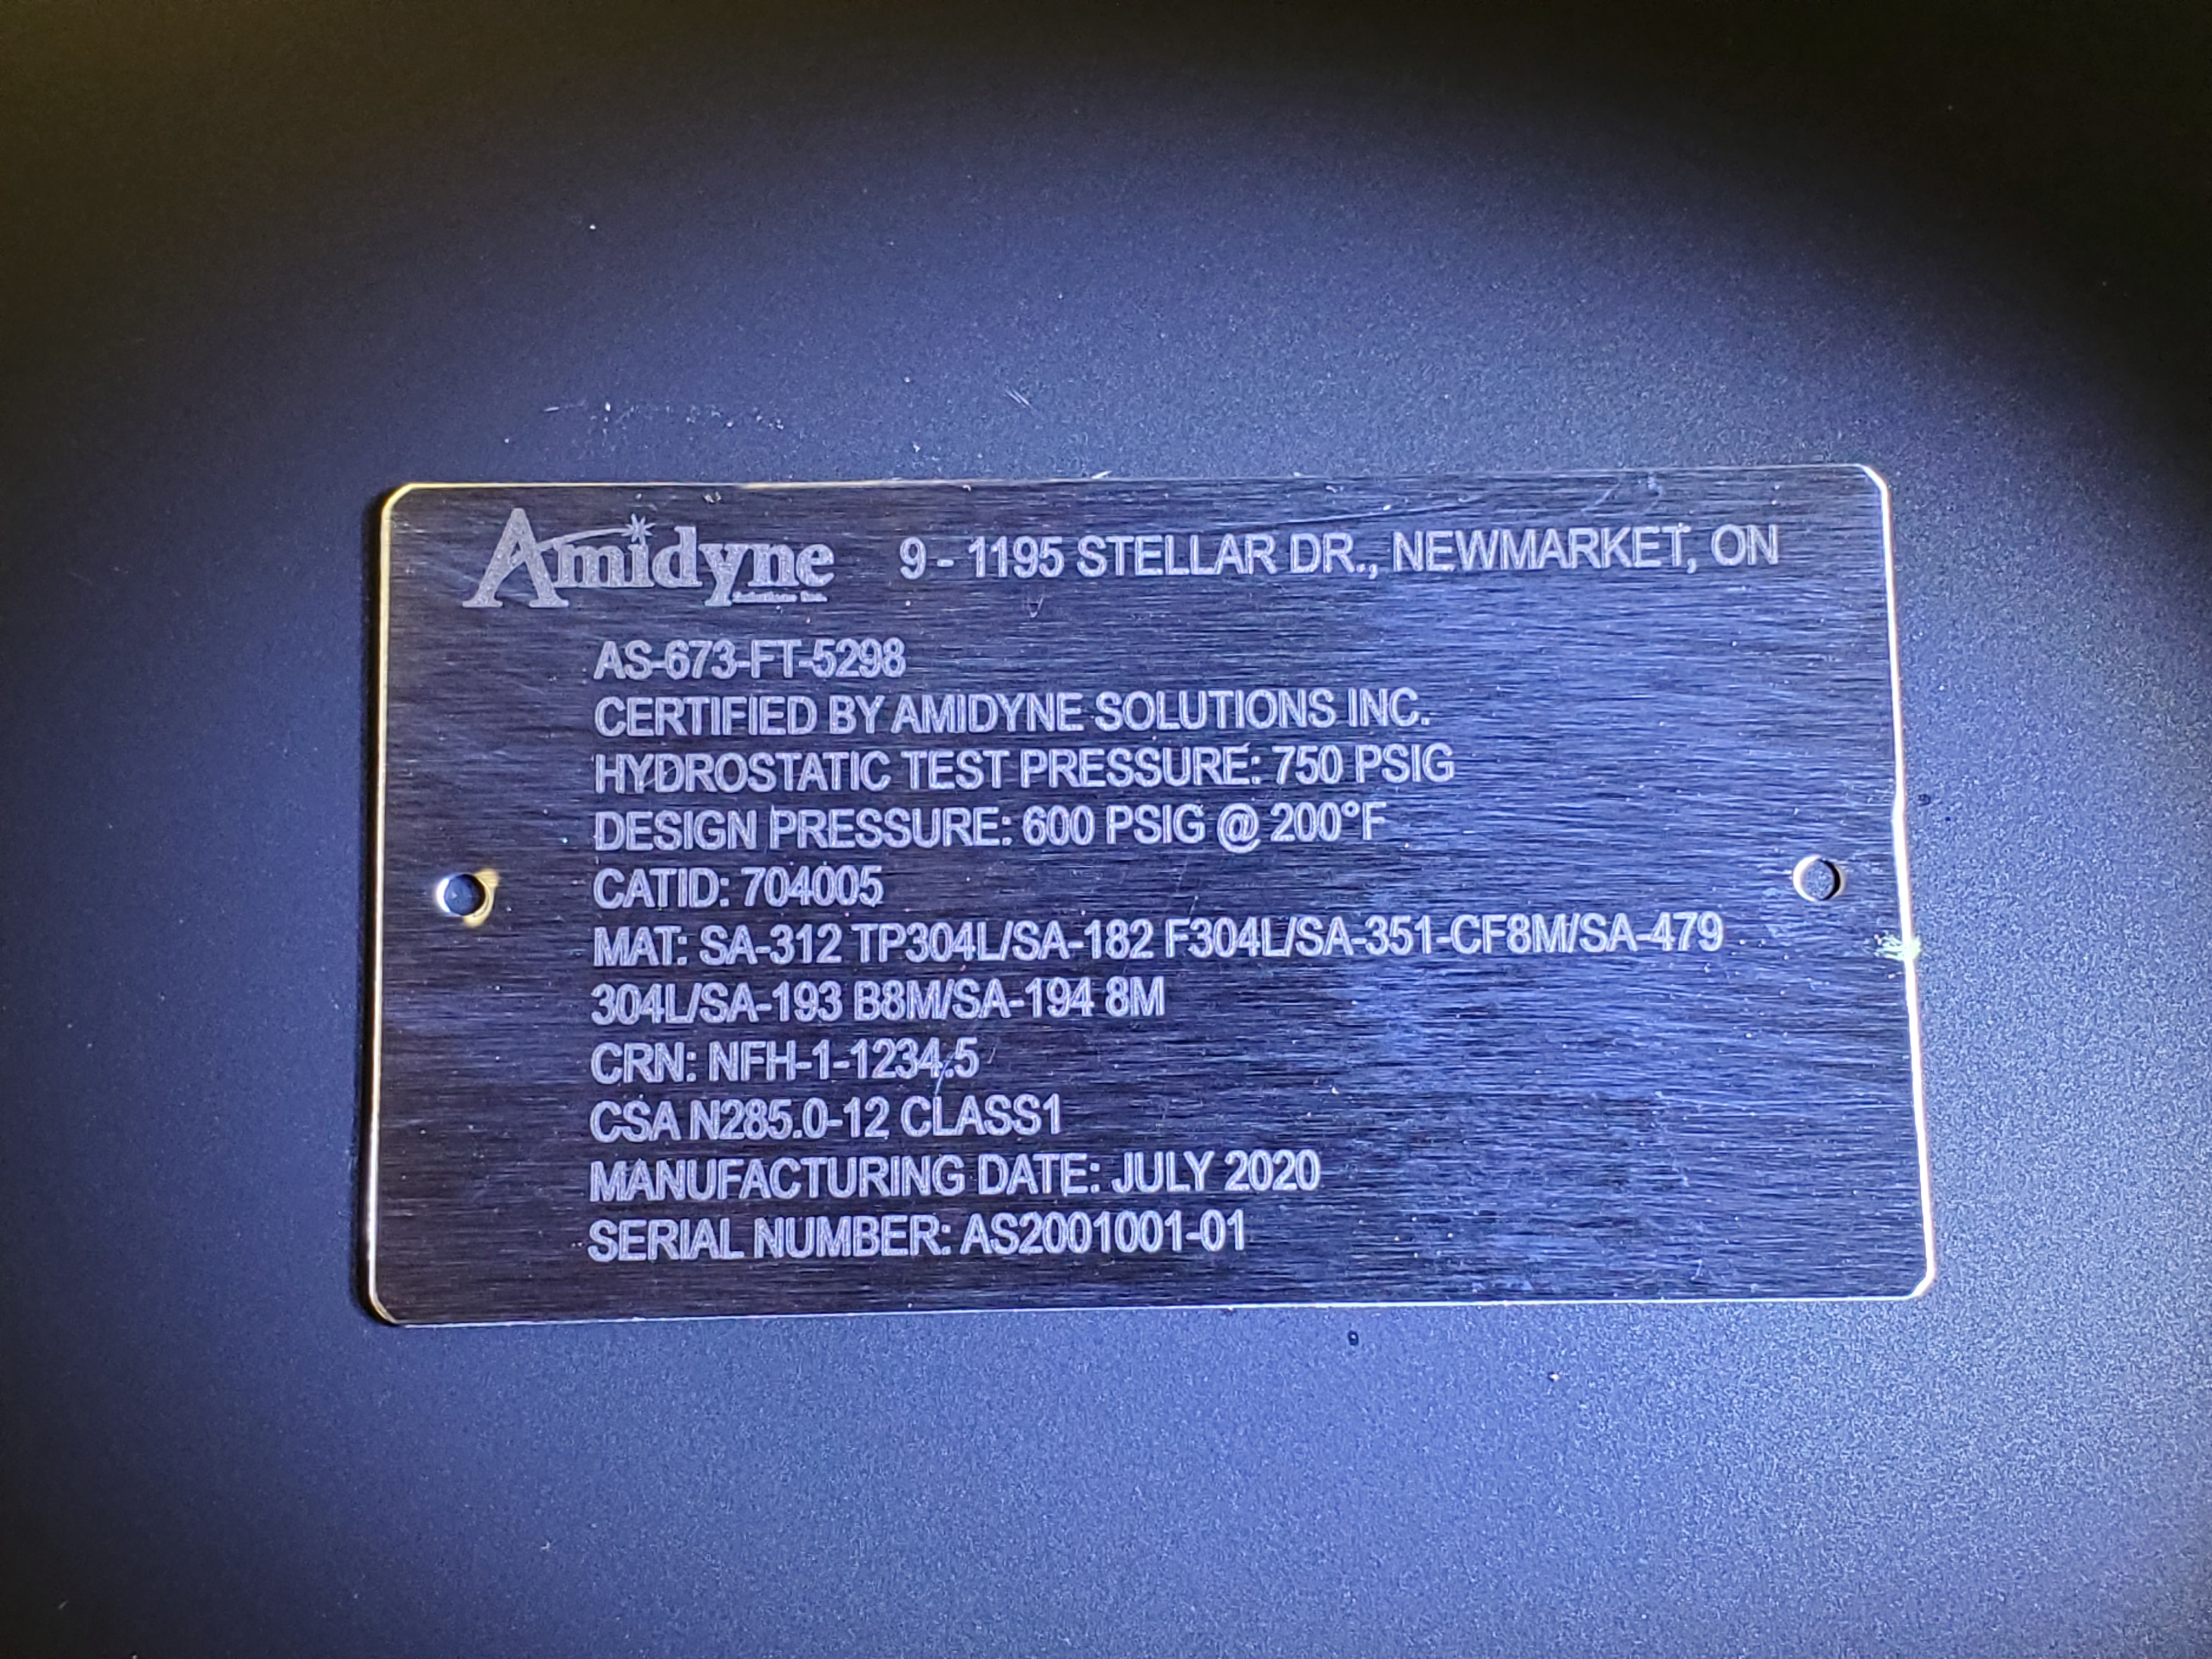 Amidyne 9 - 1195 STELLAR DR., NEWMARKET, ON
Solutions Inc.
AS-673-FT-5298
CERTIFIED BY AMIDYNE SOLUTIONS INC.
HYDROSTATIC TEST PRESSURE: 750 PSIG
DESIGN PRESSURE: 600 PSIG @ 200°F
CATID: 704005
MAT: SA-312 TP304L/SA-182 F304L/SA-351-CF8M/SA-479
304L/SA-193 B8M/SA-194 8M
CRN: NFH-1-1234.5
CSA N285.0-12 CLASS1
MANUFACTURING DATE: JULY 2020
SERIAL NUMBER: AS2001001-01